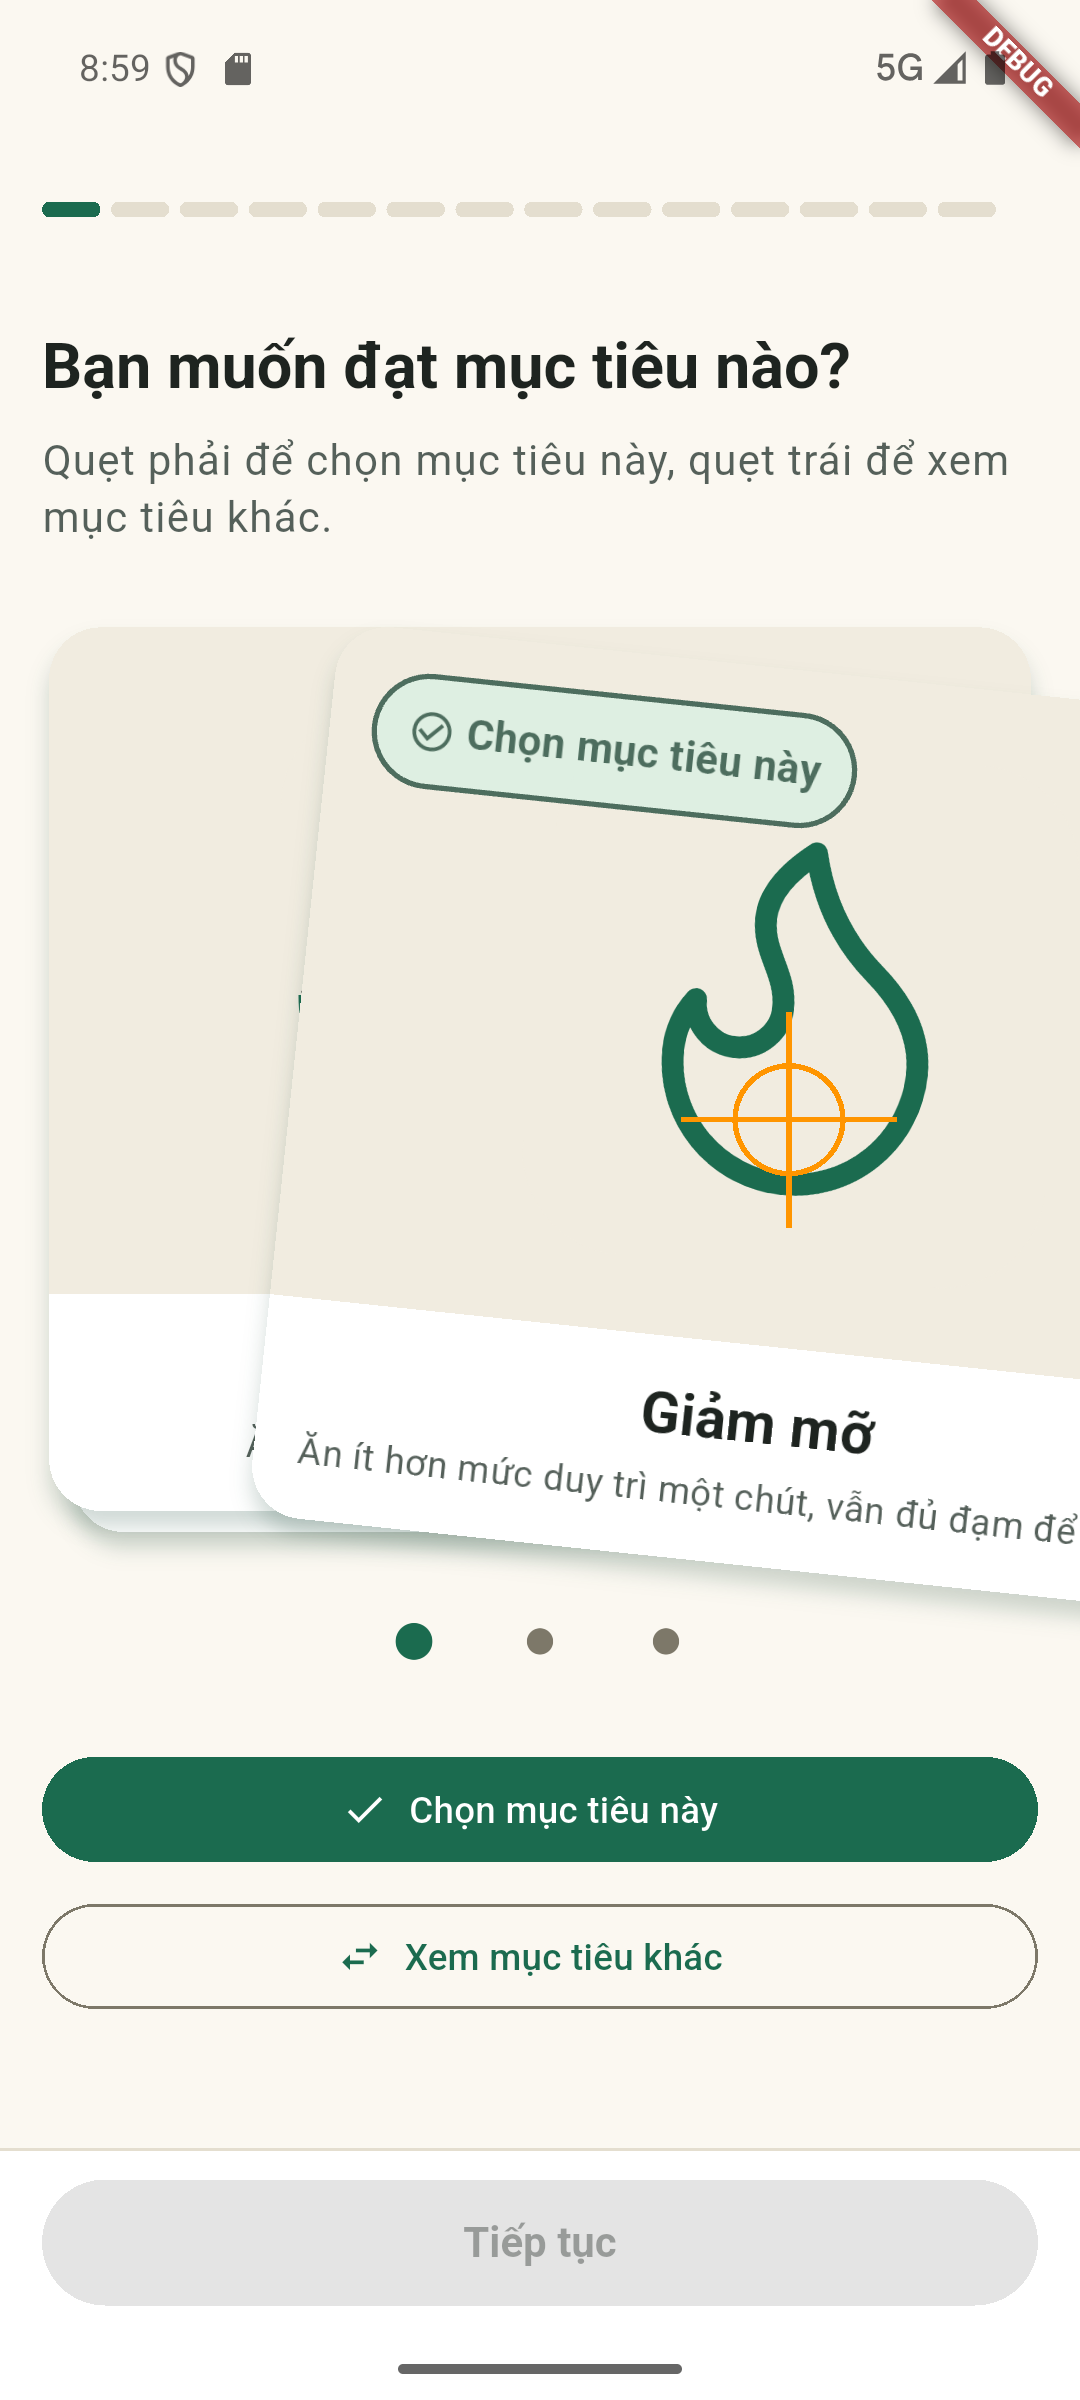 8:59
5G
DEBUG
Bạn muốn đạt mục tiêu nào?
Quẹt phải để chọn mục tiêu này, quẹt trái để xem
mục tiêu khác.
Chọn mục tiêu này
Giảm mỡ
Ăn ít hơn mức duy trì một chút, vẫn đủ đạm để
Chọn mục tiêu này
Xem mục tiêu khác
Tiếp tục